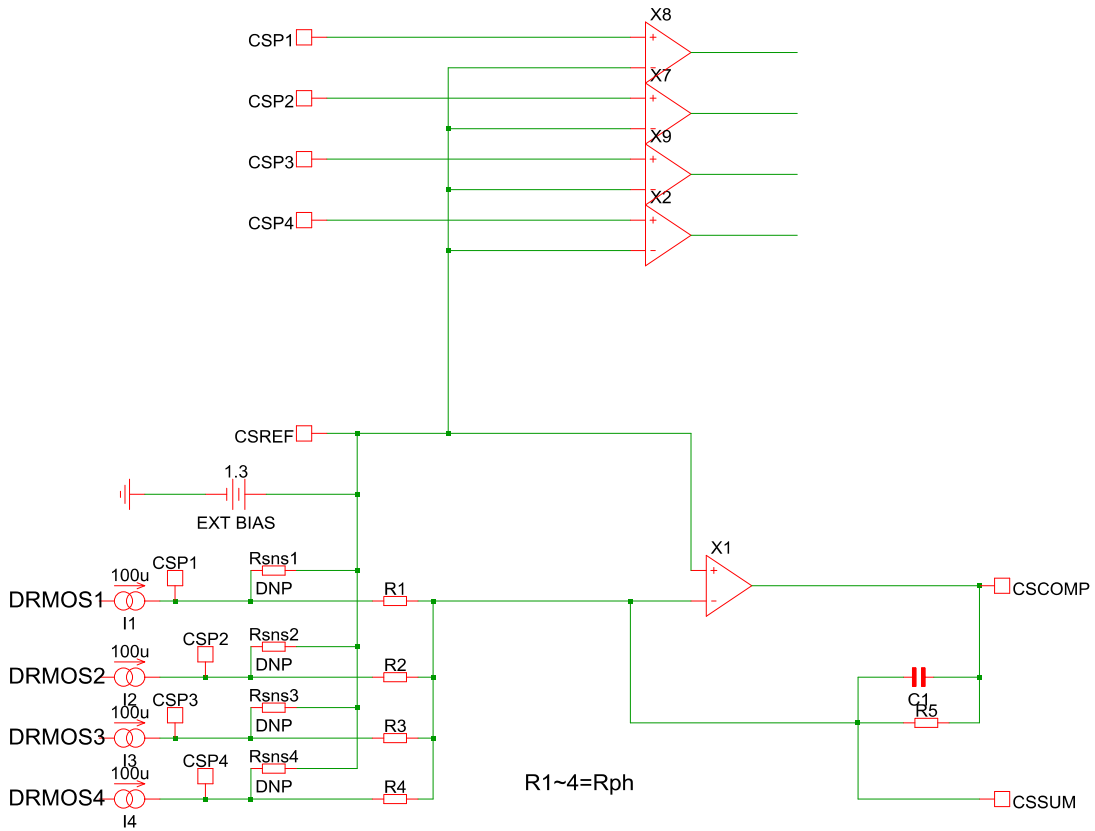 X8
CSP1
+
−
X7
CSP2
+
−
X9
CSP3
+
−
X2
CSP4
+
−
CSREF
1.3
EXT BIAS
X1
+
−
CSP1
Rsns1
100u
DNP
R1
DRMOS1
I1
CSCOMP
CSP2
Rsns2
100u
DNP
R2
DRMOS2
I2
CSP3
Rsns3
100u
DNP
R3
DRMOS3
I3
C1
R5
CSP4
Rsns4
100u
DNP
R4
DRMOS4
I4
R1~4=Rph
CSSUM